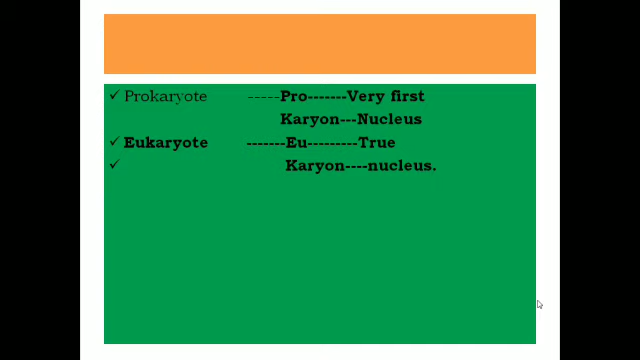 ✓ Prokaryote -----Pro-------Very first
Karyon---Nucleus
✓ Eukaryote -------Eu---------True
✓ Karyon----nucleus.